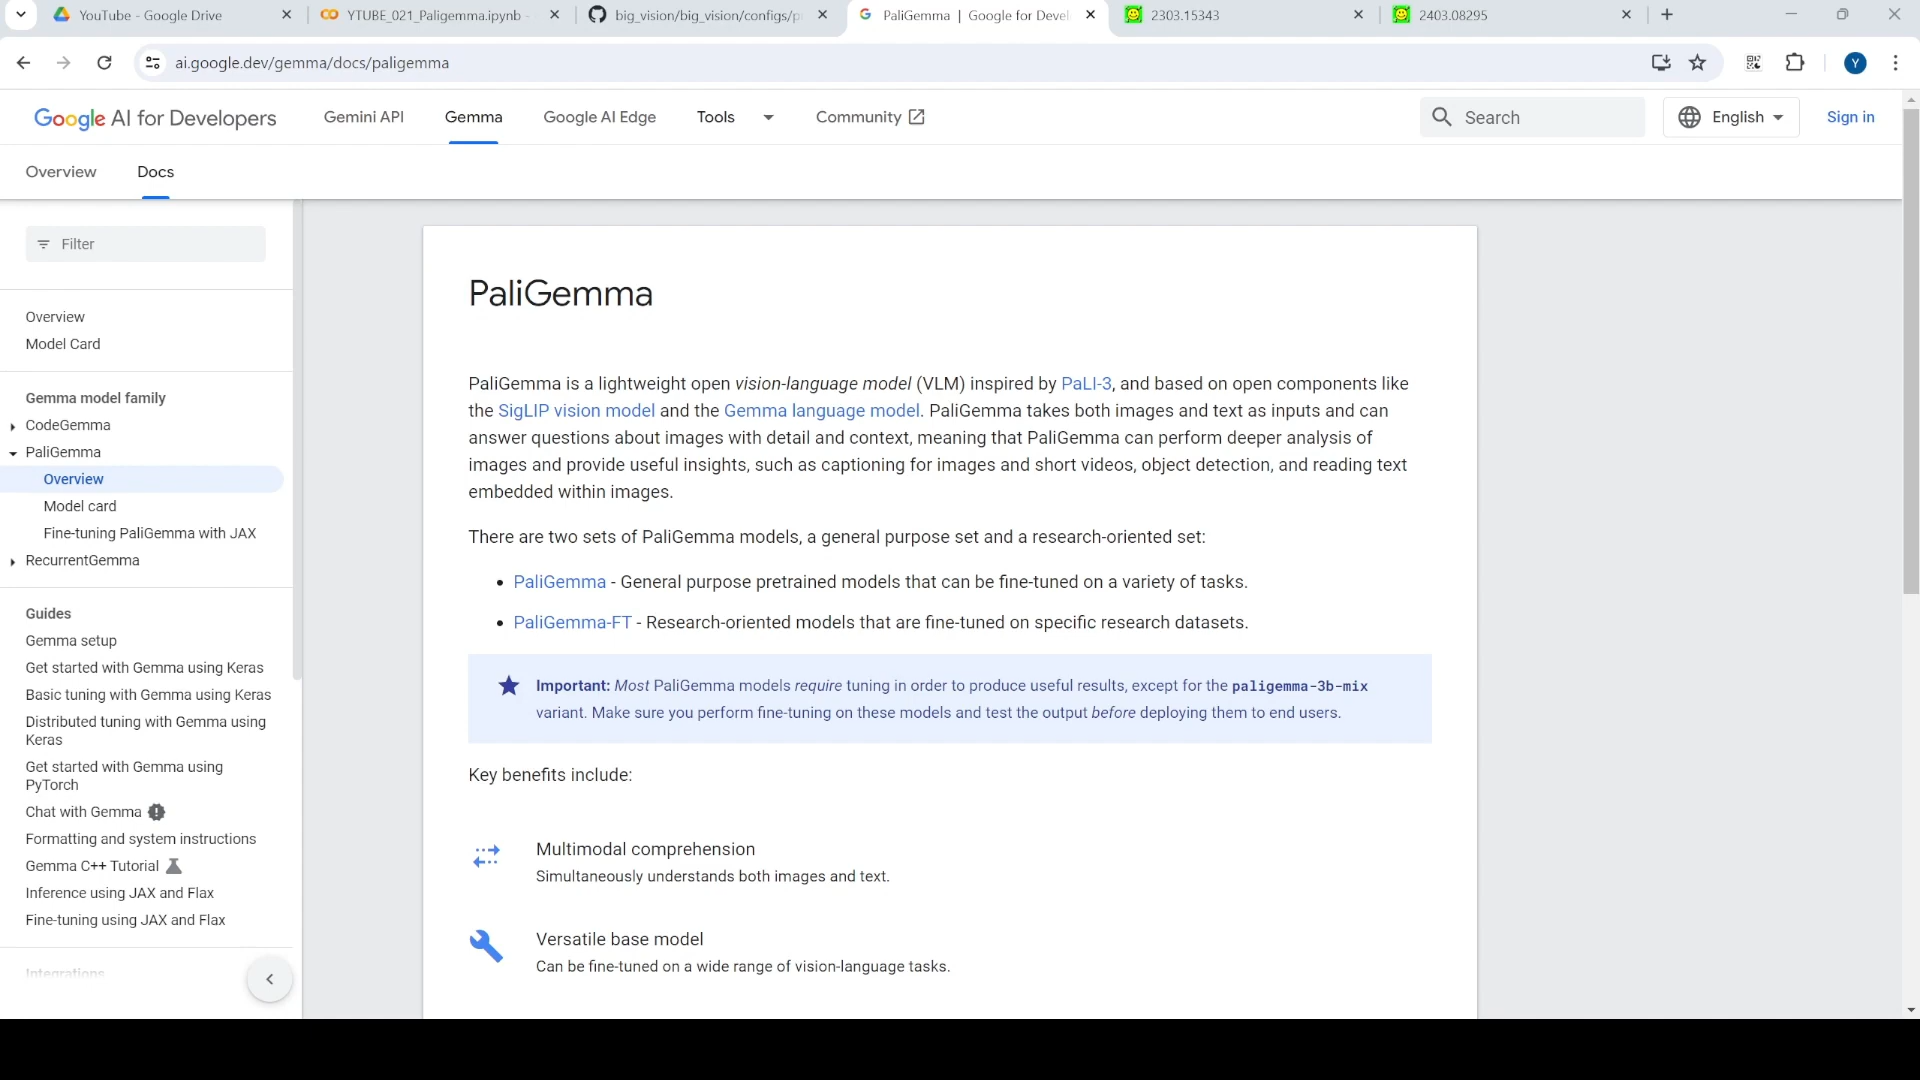 YouTube - Google Drive
YTUBE_021_Paligemma.ipynb -
big_vision/big_vision/configs/p
PaliGemma | Google for Devel
2303.15343
2403.08295
ai.google.dev/gemma/docs/paligemma
Y
Google AI for Developers
Gemini API
Gemma
Google AI Edge
Tools
Community
Search
English
Sign in
Overview
Docs
Filter
Overview
Model Card
Gemma model family
CodeGemma
PaliGemma
Overview
Model card
Fine-tuning PaliGemma with JAX
RecurrentGemma
Guides
Gemma setup
Get started with Gemma using Keras
Basic tuning with Gemma using Keras
Distributed tuning with Gemma using
Keras
Get started with Gemma using
PyTorch
Chat with Gemma
Formatting and system instructions
Gemma C++ Tutorial
Inference using JAX and Flax
Fine-tuning using JAX and Flax
Integrations
PaliGemma
PaliGemma is a lightweight open vision-language model (VLM) inspired by PaLI-3, and based on open components like
the SigLIP vision model and the Gemma language model. PaliGemma takes both images and text as inputs and can
answer questions about images with detail and context, meaning that PaliGemma can perform deeper analysis of
images and provide useful insights, such as captioning for images and short videos, object detection, and reading text
embedded within images.
There are two sets of PaliGemma models, a general purpose set and a research-oriented set:
• PaliGemma - General purpose pretrained models that can be fine-tuned on a variety of tasks.
• PaliGemma-FT - Research-oriented models that are fine-tuned on specific research datasets.
Important: Most PaliGemma models require tuning in order to produce useful results, except for the paligemma-3b-mix
variant. Make sure you perform fine-tuning on these models and test the output before deploying them to end users.
Key benefits include:
Multimodal comprehension
Simultaneously understands both images and text.
Versatile base model
Can be fine-tuned on a wide range of vision-language tasks.